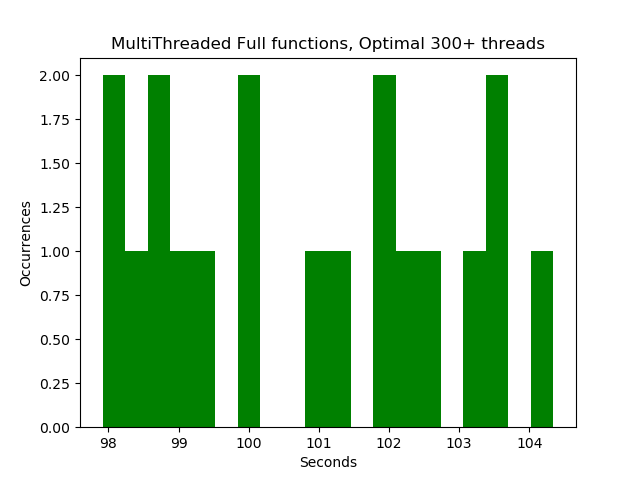 MultiThreaded Full functions, Optimal 300+ threads
Occurrences
2.00
1.75
1.50
1.25
1.00
0.75
0.50
0.25
0.00
98 99 100 101 102 103 104
Seconds